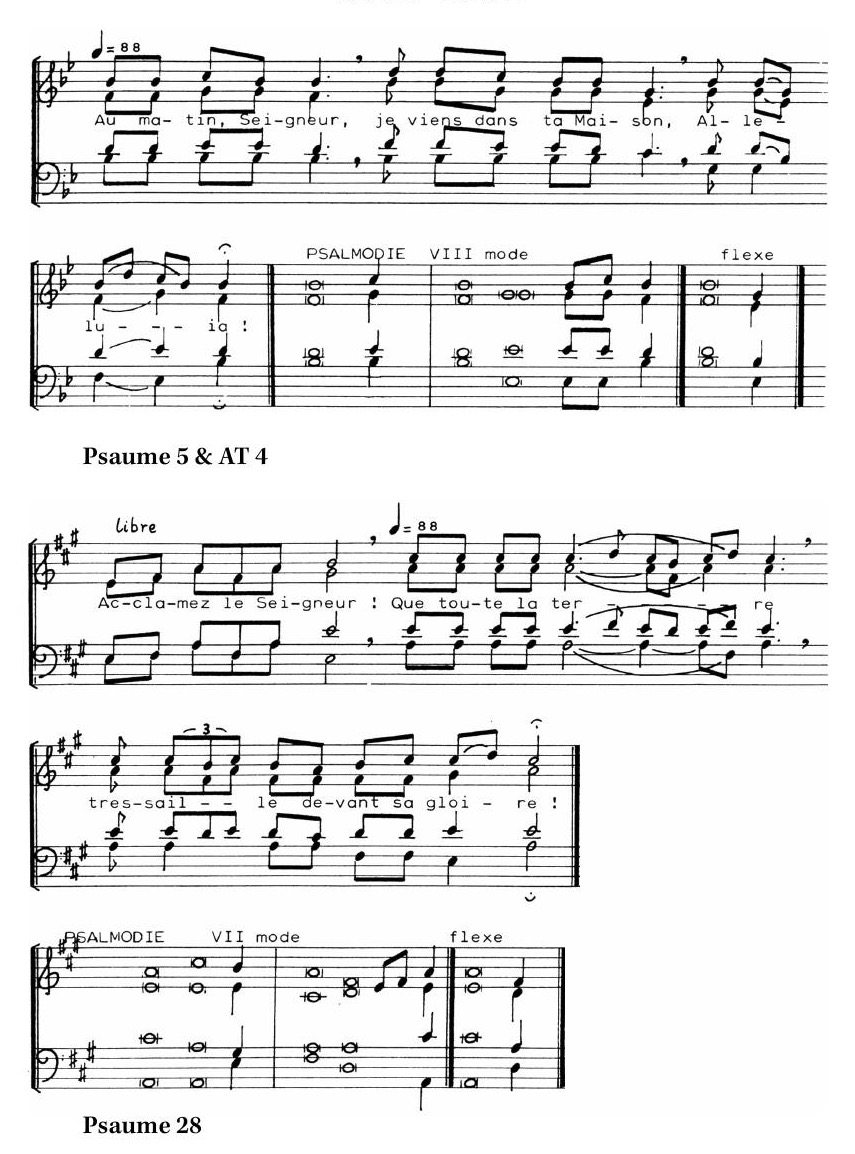 = 88
Au ma- tin, Sei-gneur, je viens dans ta Mai- son, Al- le -
PSALMODIE VIII mode flexe
lu - - - ia !
Psaume 5 & AT 4
libre = 88
Ac-cla-mez le Sei-gneur ! Que tou-te la ter - - - - re
3
tres-sail - - le de-vant sa gloi - re !
PSALMODIE VII mode flexe
Psaume 28